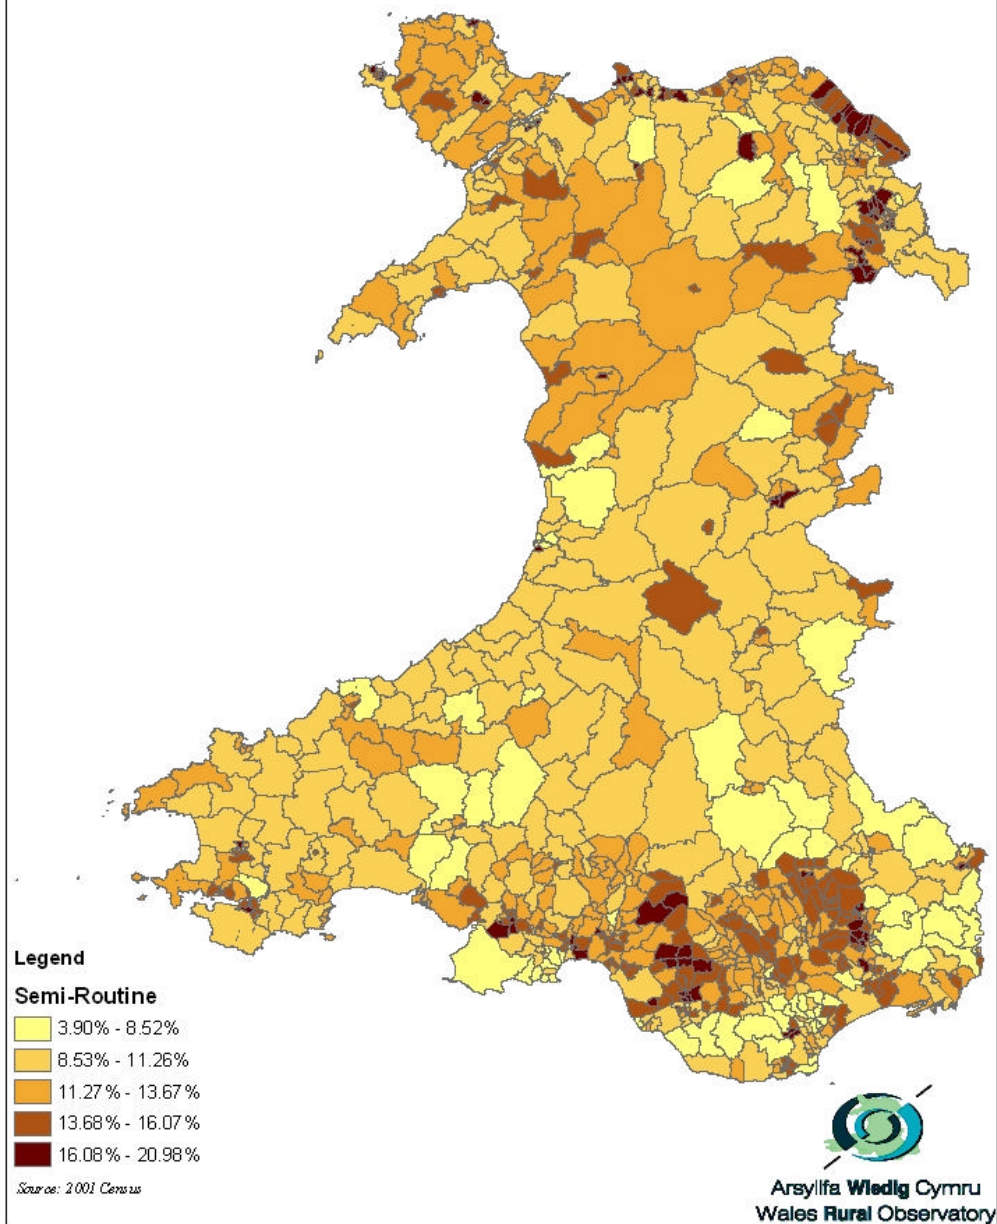 Legend
Semi-Routine
3.90% - 8.52%
8.53% - 11.26%
11.27% - 13.67%
13.68% - 16.07%
16.08% - 20.98%
Source: 2001 Census
Arsyllfa Wledig Cymru
Wales Rural Observatory